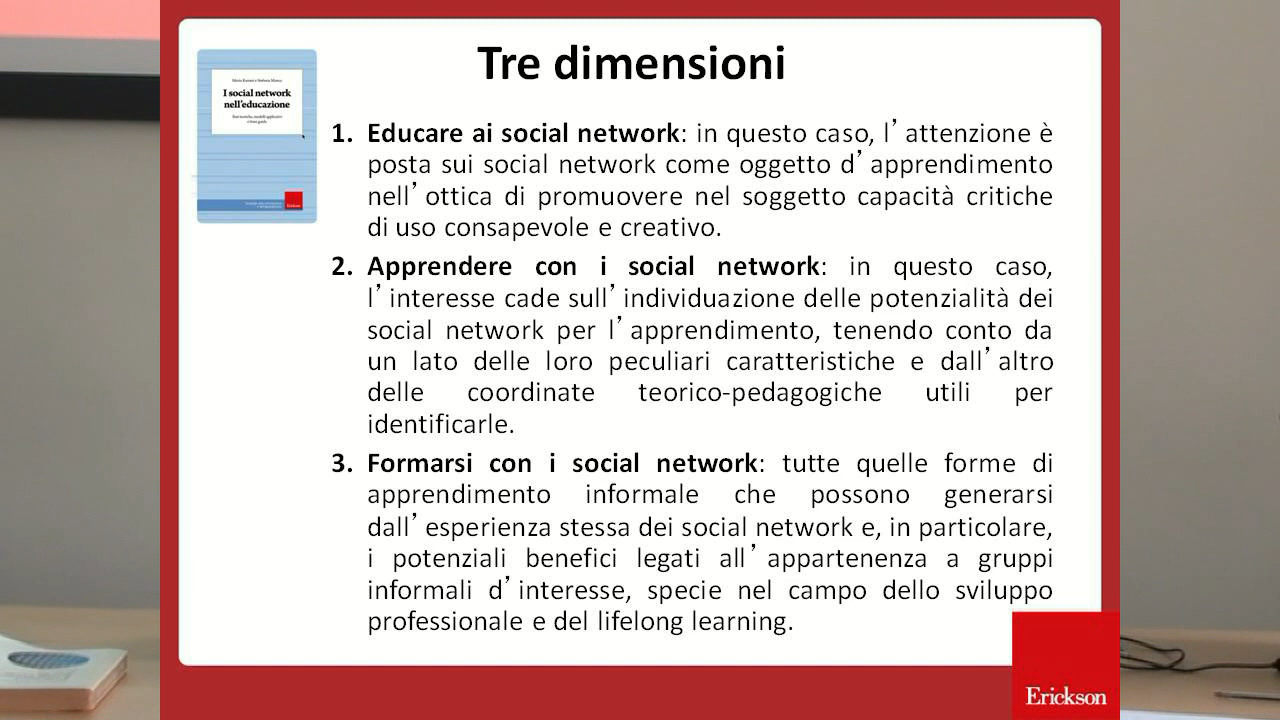 Tre dimensioni
I social network
nell'educazione
Erickson
1. Educare ai social network: in questo caso, l’attenzione è
posta sui social network come oggetto d’apprendimento
nell’ottica di promuovere nel soggetto capacità critiche
di uso consapevole e creativo.
2. Apprendere con i social network: in questo caso,
l’interesse cade sull’individuazione delle potenzialità dei
social network per l’apprendimento, tenendo conto da
un lato delle loro peculiari caratteristiche e dall’altro
delle coordinate teorico-pedagogiche utili per
identificarle.
3. Formarsi con i social network: tutte quelle forme di
apprendimento informale che possono generarsi
dall’esperienza stessa dei social network e, in particolare,
i potenziali benefici legati all’appartenenza a gruppi
informali d’interesse, specie nel campo dello sviluppo
professionale e del lifelong learning.
Erickson